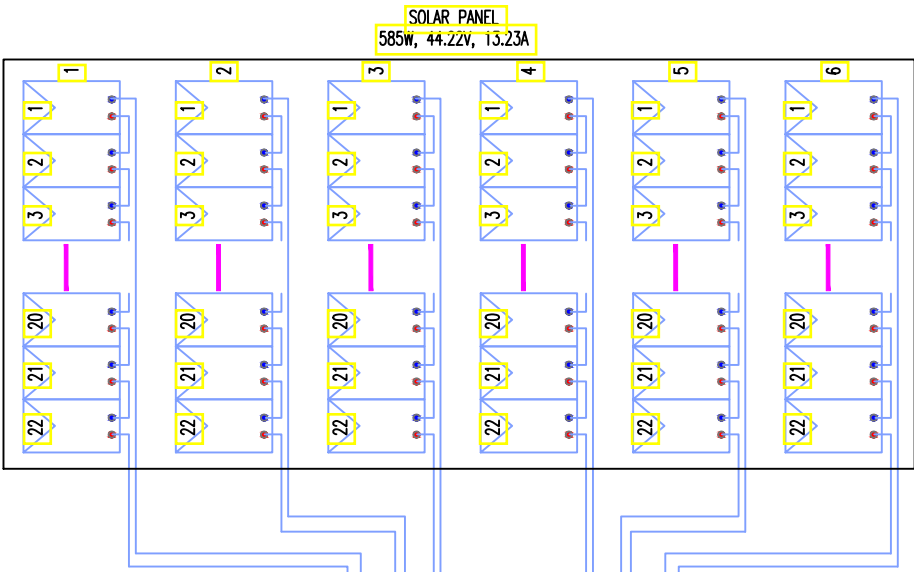 SOLAR PANEL
585W, 44.22V, 13.23A
1 2 3 4 5 6
1 1 1 1 1 1
2 2 2 2 2 2
3 3 3 3 3 3
20 20 20 20 20 20
21 21 21 21 21 21
22 22 22 22 22 22